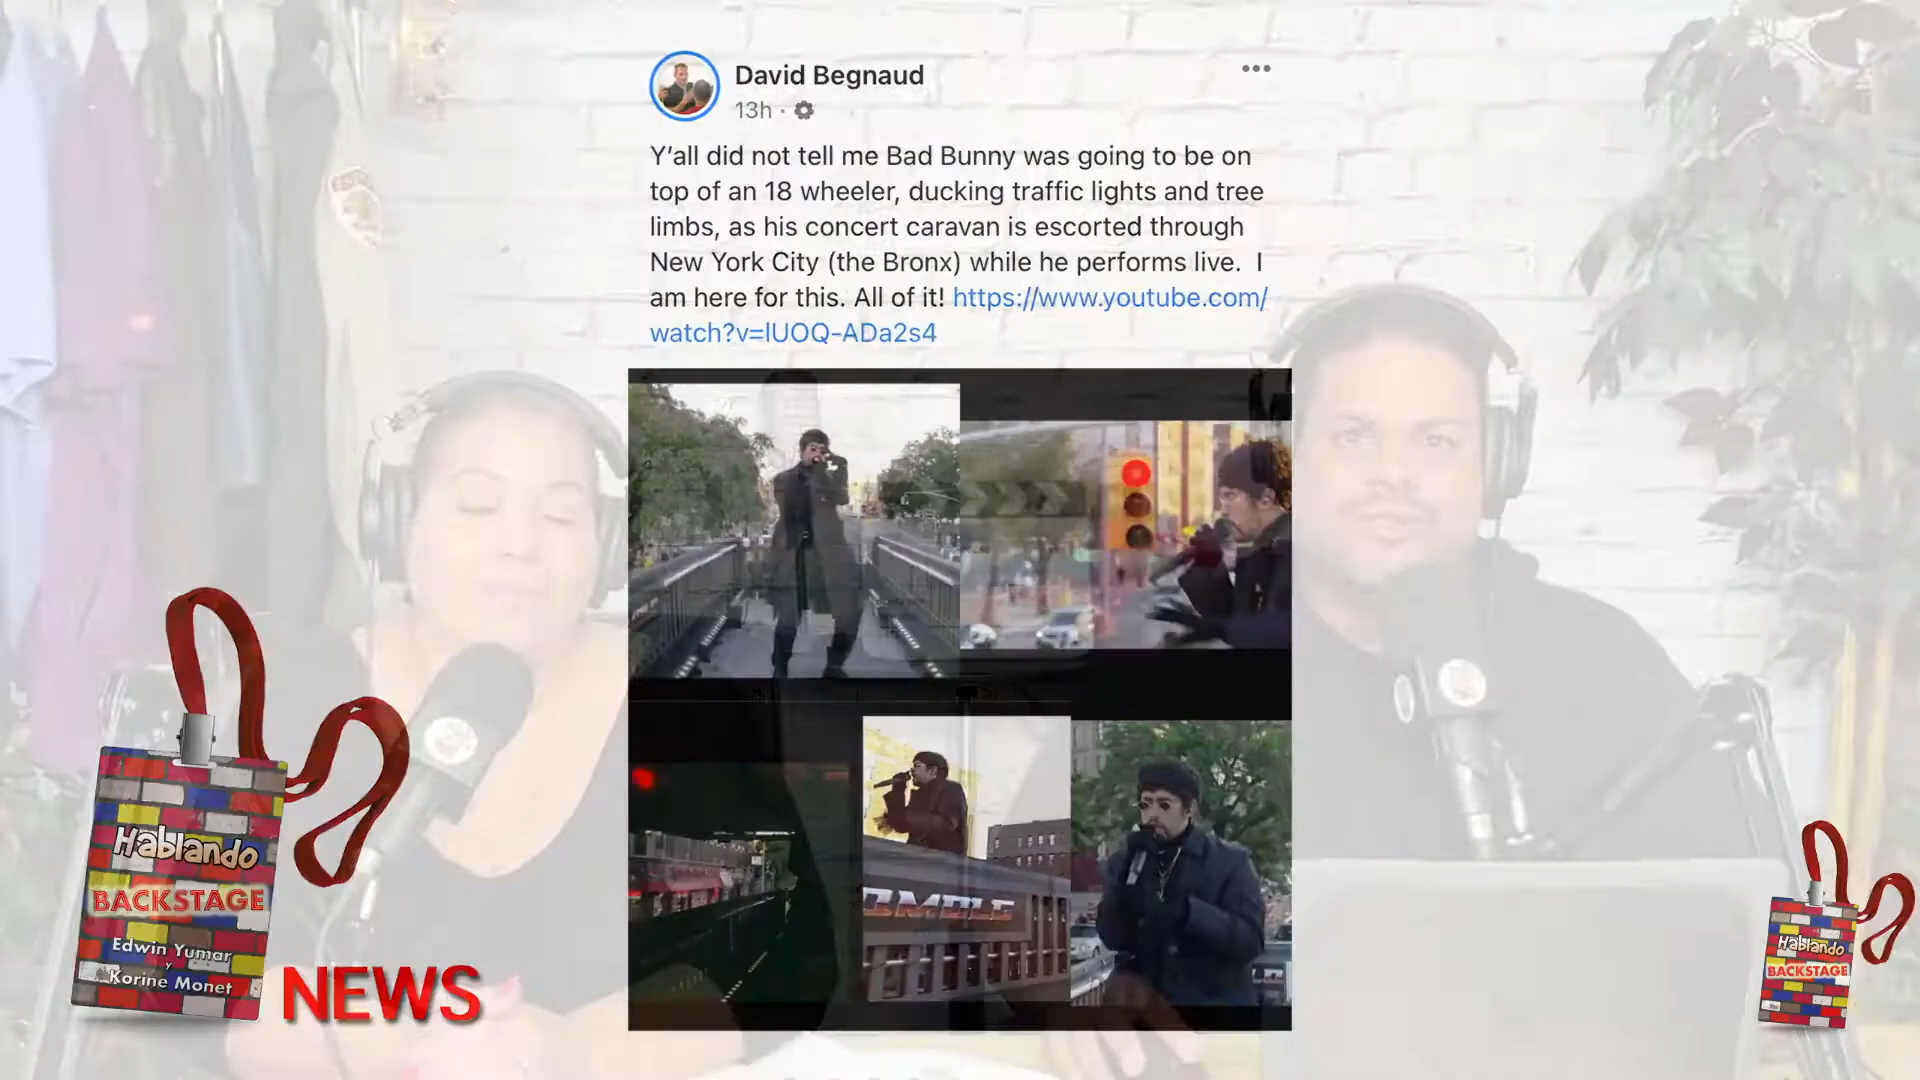 David Begnaud
13h ·
Y’all did not tell me Bad Bunny was going to be on
top of an 18 wheeler, ducking traffic lights and tree
limbs, as his concert caravan is escorted through
New York City (the Bronx) while he performs live.  I
am here for this. All of it! https://www.youtube.com/
watch?v=lUOQ-ADa2s4
Hablando
BACKSTAGE
Edwin Yumar
y
Korine Monet
NEWS
Hablando
BACKSTAGE